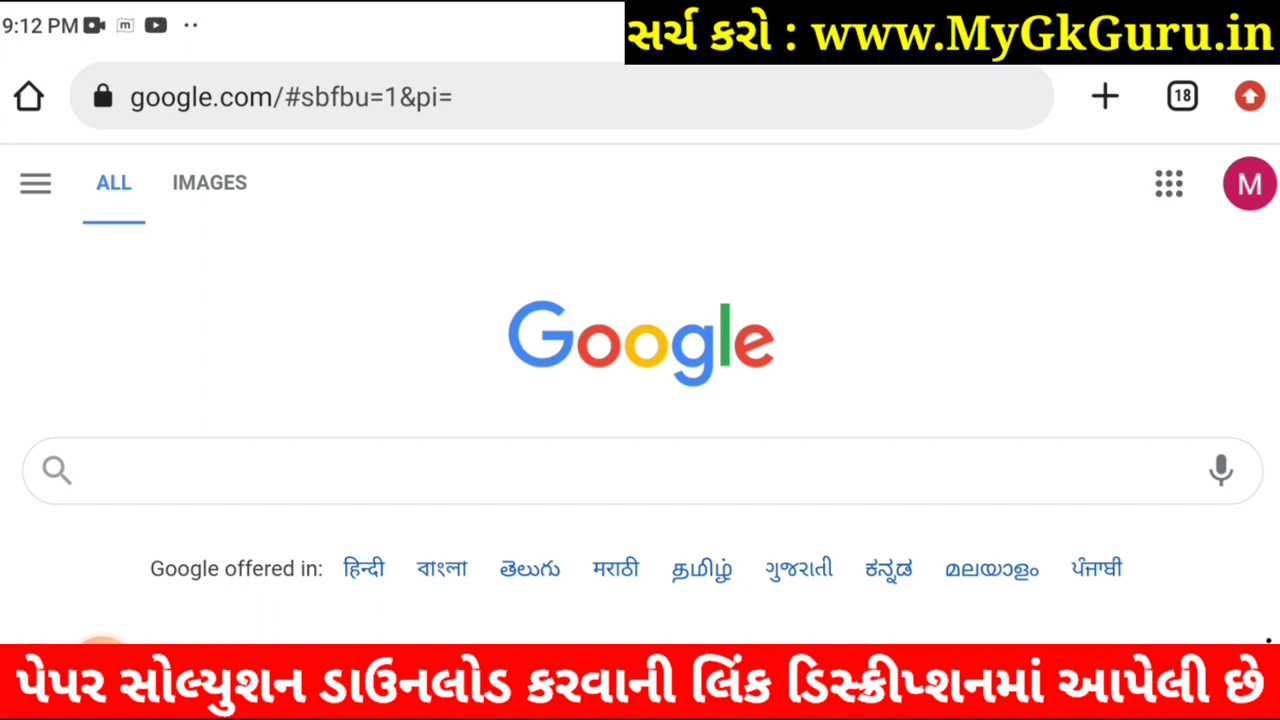 9:12 PM
સર્ચ કરો : www.MyGkGuru.in
google.com/#sbfbu=1&pi=
18
ALL IMAGES
M
Google
Google offered in: हिन्दी বাংলা తెలుగు मराठी தமிழ் ગુજરાતી ಕನ್ನಡ മലയാളം ਪੰਜਾਬੀ
પેપર સોલ્યુશન ડાઉનલોડ કરવાની લિંક ડિસ્ક્રીપ્શનમાં આપેલી છે